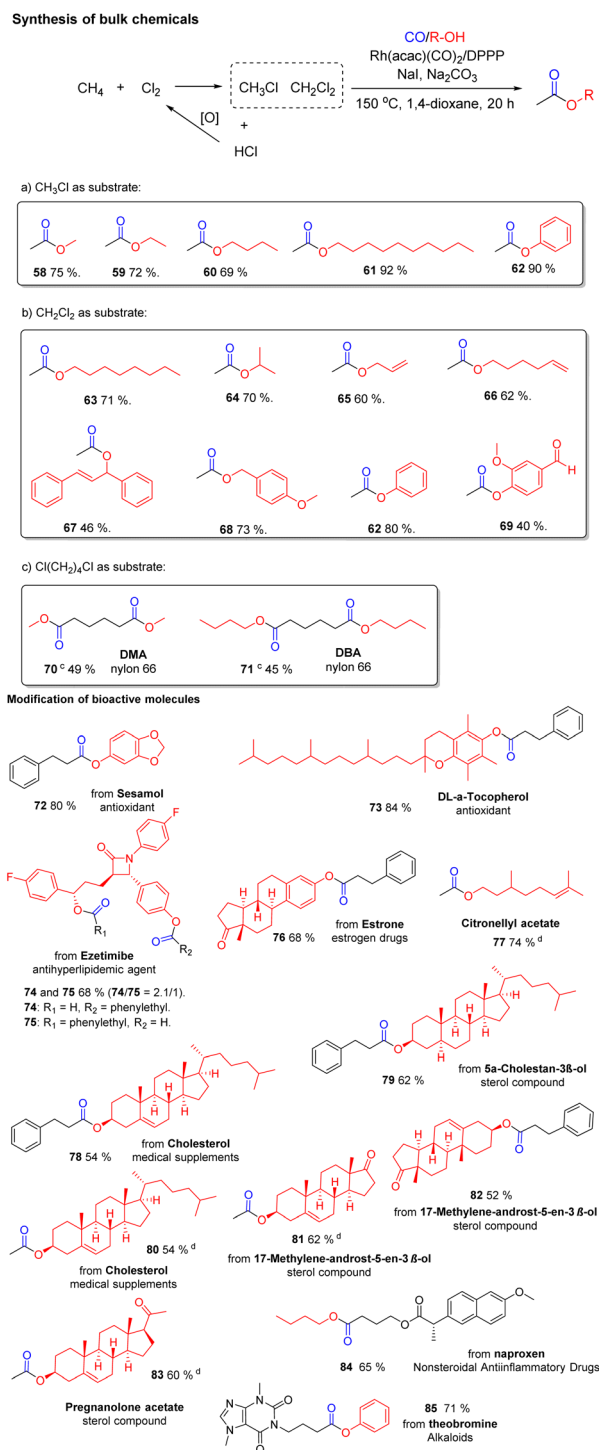 Synthesis of bulk chemicals
CO/R-OH
Rh(acac)(CO)2/DPPP
NaI, Na2CO3
150 °C, 1,4-dioxane, 20 h
CH4 + Cl2
CH3Cl CH2Cl2
[O]
+
HCl
O
O
R
a) CH3Cl as substrate:
58 75 %.
59 72 %.
60 69 %.
61 92 %
62 90 %
b) CH2Cl2 as substrate:
63 71 %.
64 70 %.
65 60 %.
66 62 %.
67 46 %.
68 73 %.
62 80 %.
69 40 %.
c) Cl(CH2)4Cl as substrate:
DMA
70 c 49 % nylon 66
DBA
71 c 45 % nylon 66
Modification of bioactive molecules
from Sesamol
72 80 % antioxidant
DL-a-Tocopherol
73 84 % antioxidant
from Ezetimibe
antihyperlipidemic agent
74 and 75 68 % (74/75 = 2.1/1).
74: R1 = H, R2 = phenylethyl.
75: R1 = phenylethyl, R2 = H.
from Estrone
76 68 % estrogen drugs
Citronellyl acetate
77 74 % d
from 5a-Cholestan-3ß-ol
79 62 % sterol compound
from Cholesterol
78 54 % medical supplements
82 52 %
from 17-Methylene-androst-5-en-3 ß-ol
sterol compound
80 54 % d
from Cholesterol
medical supplements
81 62% d
from 17-Methylene-androst-5-en-3 ß-ol
sterol compound
83 60 % d
Pregnanolone acetate
sterol compound
from naproxen
84 65 % Nonsteroidal Antiinflammatory Drugs
85 71 %
from theobromine
Alkaloids